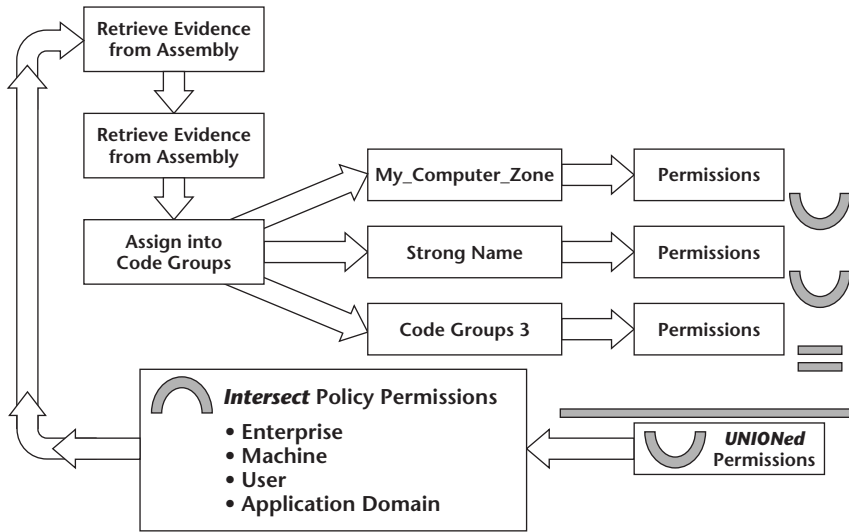 Retrieve Evidence
from Assembly
Retrieve Evidence
from Assembly
Assign into
Code Groups
My_Computer_Zone
Permissions
Strong Name
Permissions
Code Groups 3
Permissions
UNIONed
Permissions
Intersect Policy Permissions
• Enterprise
• Machine
• User
• Application Domain